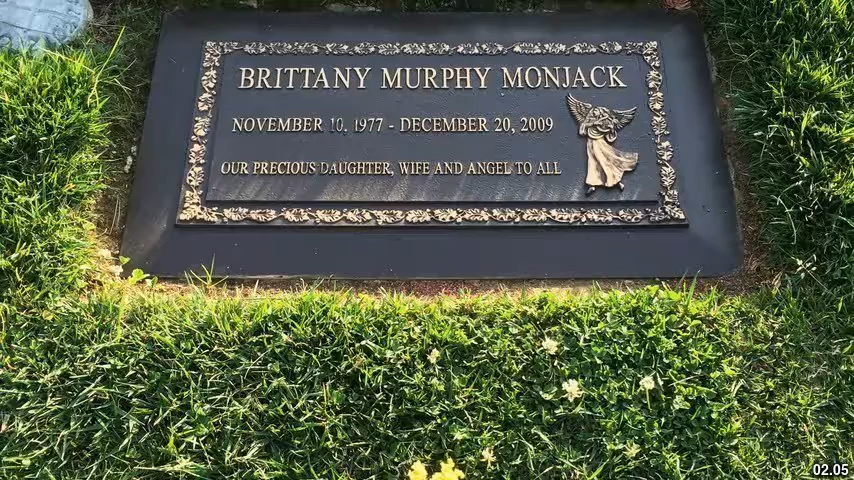 BRITTANY MURPHY MONJACK
NOVEMBER 10, 1977 - DECEMBER 20, 2009
OUR PRECIOUS DAUGHTER, WIFE AND ANGEL TO ALL
02.05